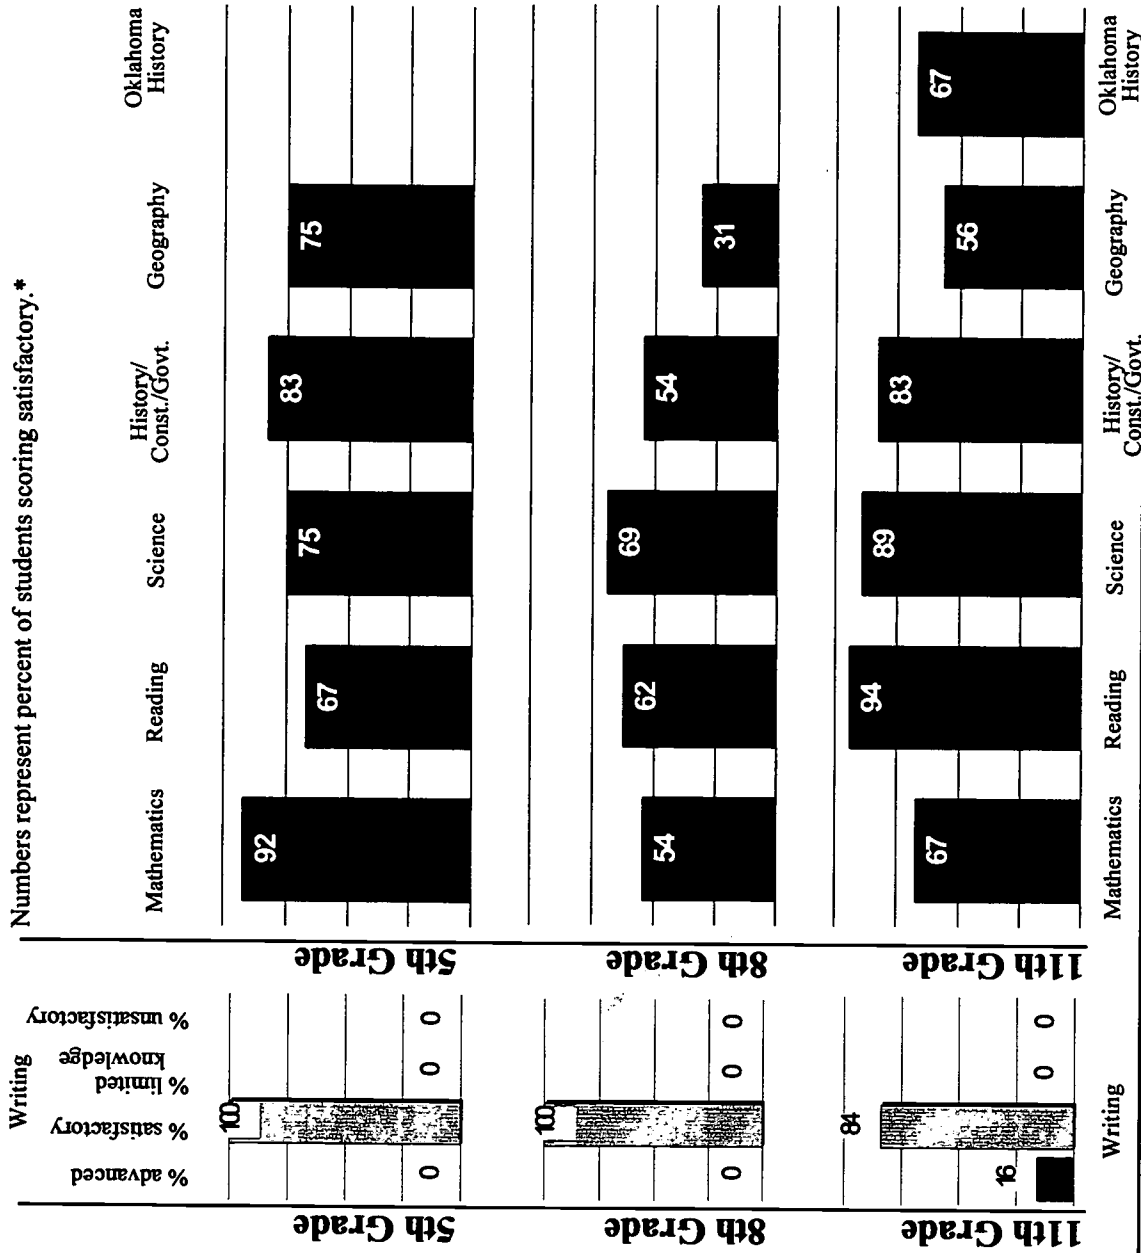 Numbers represent percent of students scoring satisfactory.*
Writing
% advanced
% satisfactory
% limited
knowledge
% unsatisfactory
Mathematics
Reading
Science
History/
Const./Govt.
Geography
Oklahoma
History
5th Grade
0
100
0
0
5th Grade
92
67
75
83
75
8th Grade
0
100
0
0
8th Grade
54
62
69
54
31
11th Grade
16
84
0
0
11th Grade
67
94
89
83
56
67
Writing
Mathematics
Reading
Science
History/
Const./Govt.
Geography
Oklahoma
History